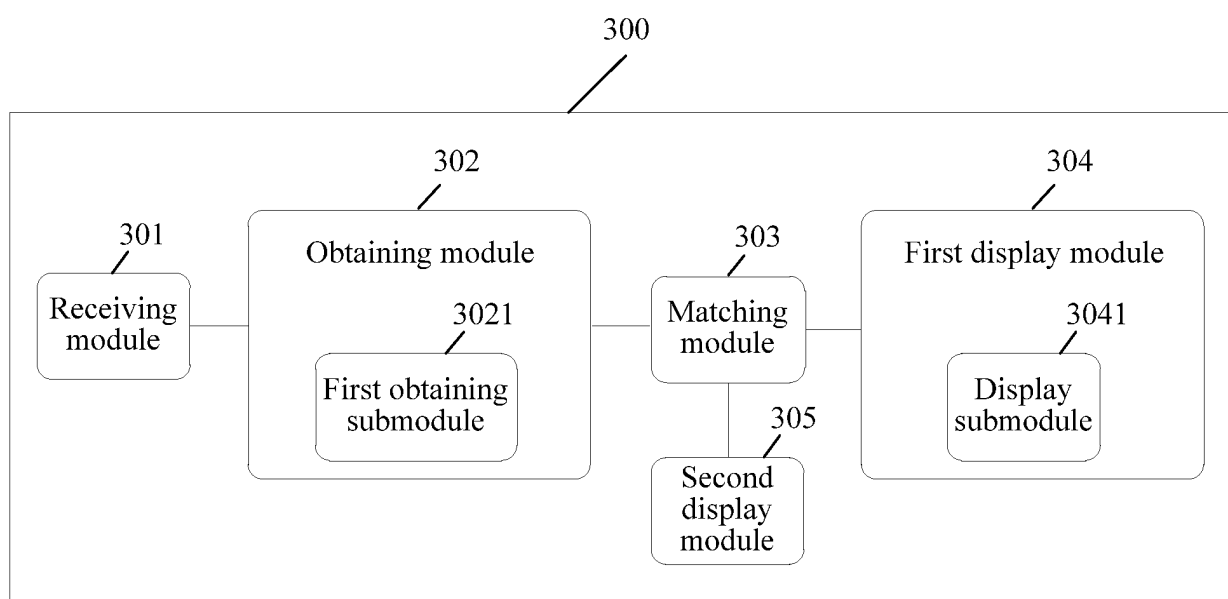 300
302
304
301
Obtaining module
303
First display module
Receiving
module
3021
Matching
module
3041
First obtaining
submodule
305
Display
submodule
Second
display
module